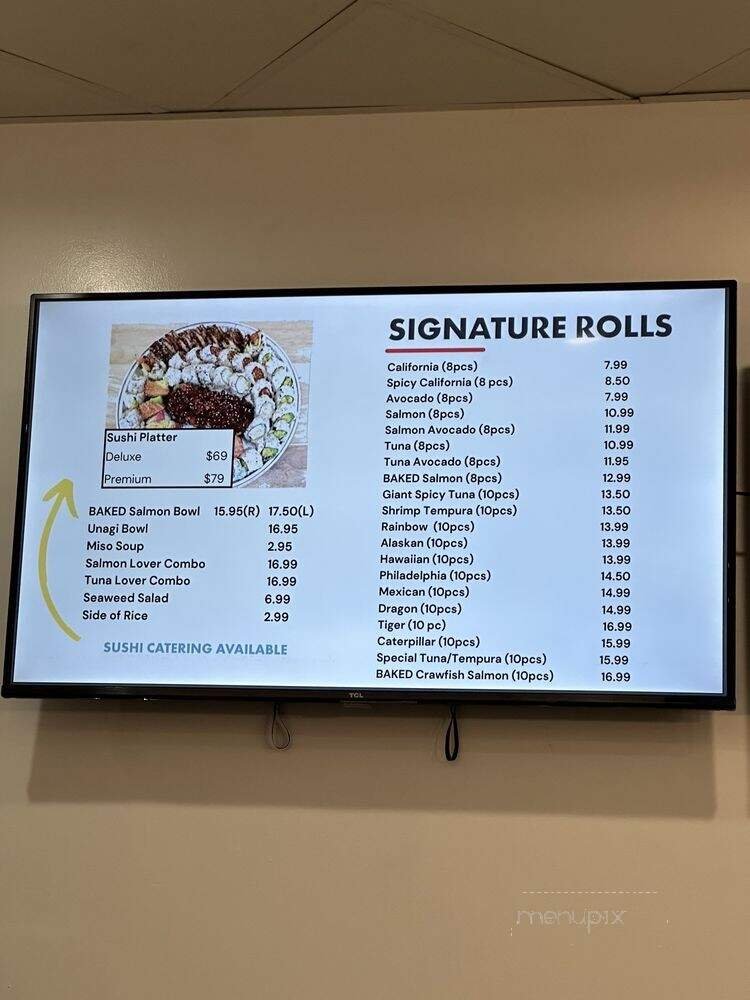 Sushi Platter
Deluxe $69
Premium $79
BAKED Salmon Bowl 15.95(R) 17.50(L)
Unagi Bowl 16.95
Miso Soup 2.95
Salmon Lover Combo 16.99
Tuna Lover Combo 16.99
Seaweed Salad 6.99
Side of Rice 2.99
SUSHI CATERING AVAILABLE
SIGNATURE ROLLS
California (8pcs) 7.99
Spicy California (8 pcs) 8.50
Avocado (8pcs) 7.99
Salmon (8pcs) 10.99
Salmon Avocado (8pcs) 11.99
Tuna (8pcs) 10.99
Tuna Avocado (8pcs) 11.95
BAKED Salmon (8pcs) 12.99
Giant Spicy Tuna (10pcs) 13.50
Shrimp Tempura (10pcs) 13.50
Rainbow (10pcs) 13.99
Alaskan (10pcs) 13.99
Hawaiian (10pcs) 13.99
Philadelphia (10pcs) 14.50
Mexican (10pcs) 14.99
Dragon (10pcs) 14.99
Tiger (10 pc) 16.99
Caterpillar (10pcs) 15.99
Special Tuna/Tempura (10pcs) 15.99
BAKED Crawfish Salmon (10pcs) 16.99
TCL
menupix